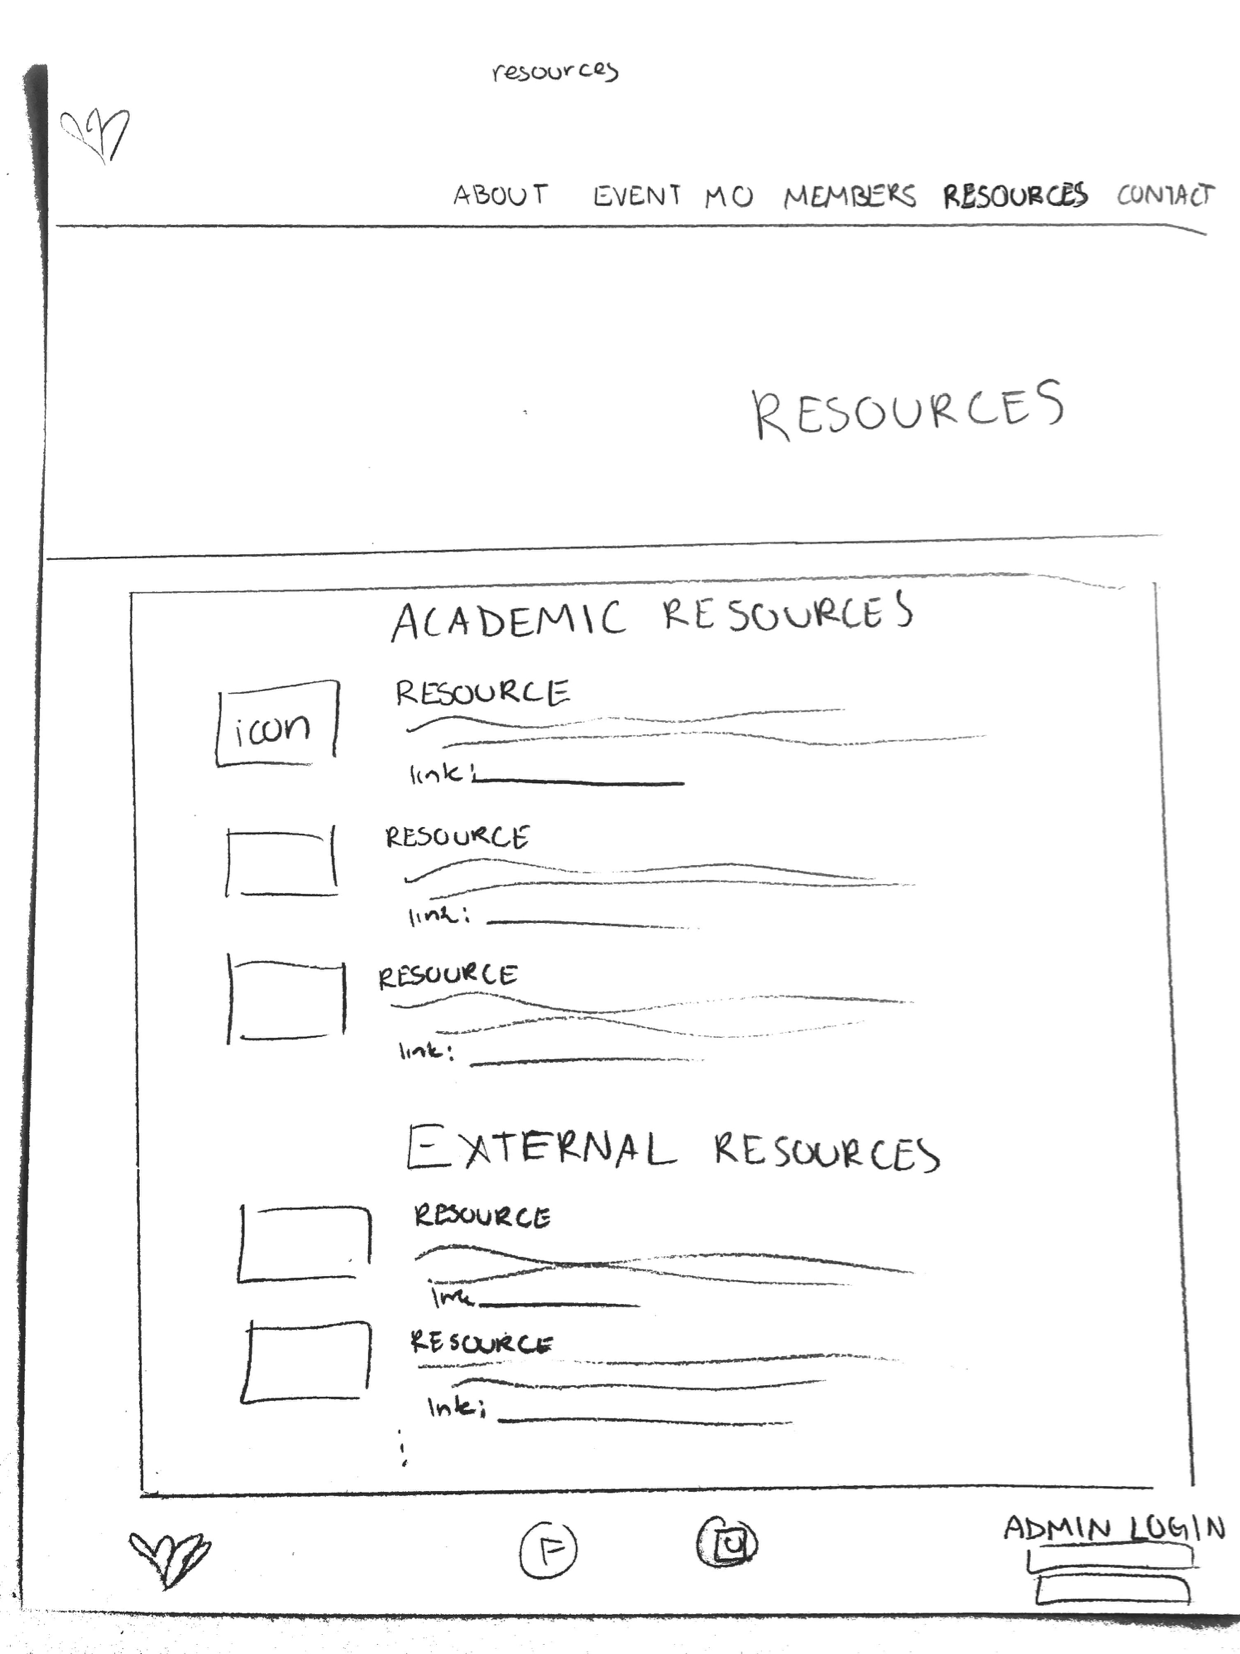 resources
ABOUT EVENT MO MEMBERS RESOURCES CONTACT
RESOURCES
ACADEMIC RESOURCES
icon
RESOURCE
link:
RESOURCE
link:
RESOURCE
link:
EXTERNAL RESOURCES
RESOURCE
link
RESOURCE
link:
F
ADMIN LOGIN